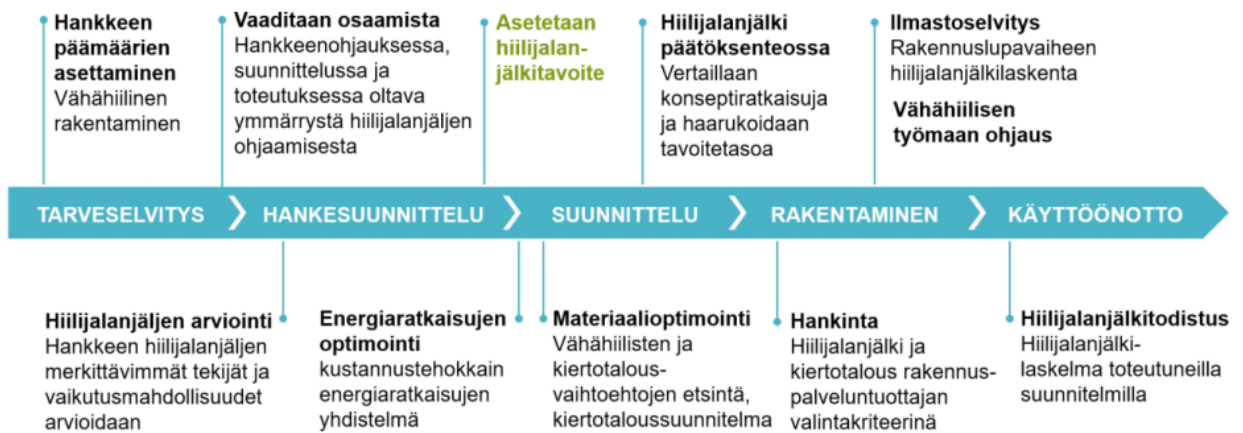 Hankkeen
päämäärien
asettaminen
Vähähiilinen
rakentaminen
Vaaditaan osaamista
Hankkeenohjauksessa,
suunnittelussa ja
toteutuksessa oltava
ymmärrystä hiilijalanjäljen
ohjaamisesta
Asetetaan
hiilijalan-
jälkitavoite
Hiilijalanjälki
päätöksenteossa
Vertaillaan
konseptiratkaisuja
ja haarukoidaan
tavoitetasoa
Ilmastoselvitys
Rakennuslupavaiheen
hiilijalanjälkilaskenta
Vähähiilisen
työmaan ohjaus
TARVESELVITYS
HANKESUUNNITTELU
SUUNNITTELU
RAKENTAMINEN
KÄYTTÖÖNOTTO
Hiilijalanjäljen arviointi
Hankkeen hiilijalanjäljen
merkittävimmät tekijät ja
vaikutusmahdollisuudet
arvioidaan
Energiaratkaisujen
optimointi
kustannustehokkain
energiaratkaisujen
yhdistelmä
Materiaalioptimointi
Vähähiilisten ja
kiertotalous-
vaihtoehtojen etsintä,
kiertotaloussuunnitelma
Hankinta
Hiilijalanjälki ja
kiertotalous rakennus-
palveluntuottajan
valintakriteerinä
Hiilijalanjälkitodistus
Hiilijalanjälki-
laskelma toteutuneilla
suunnitelmilla